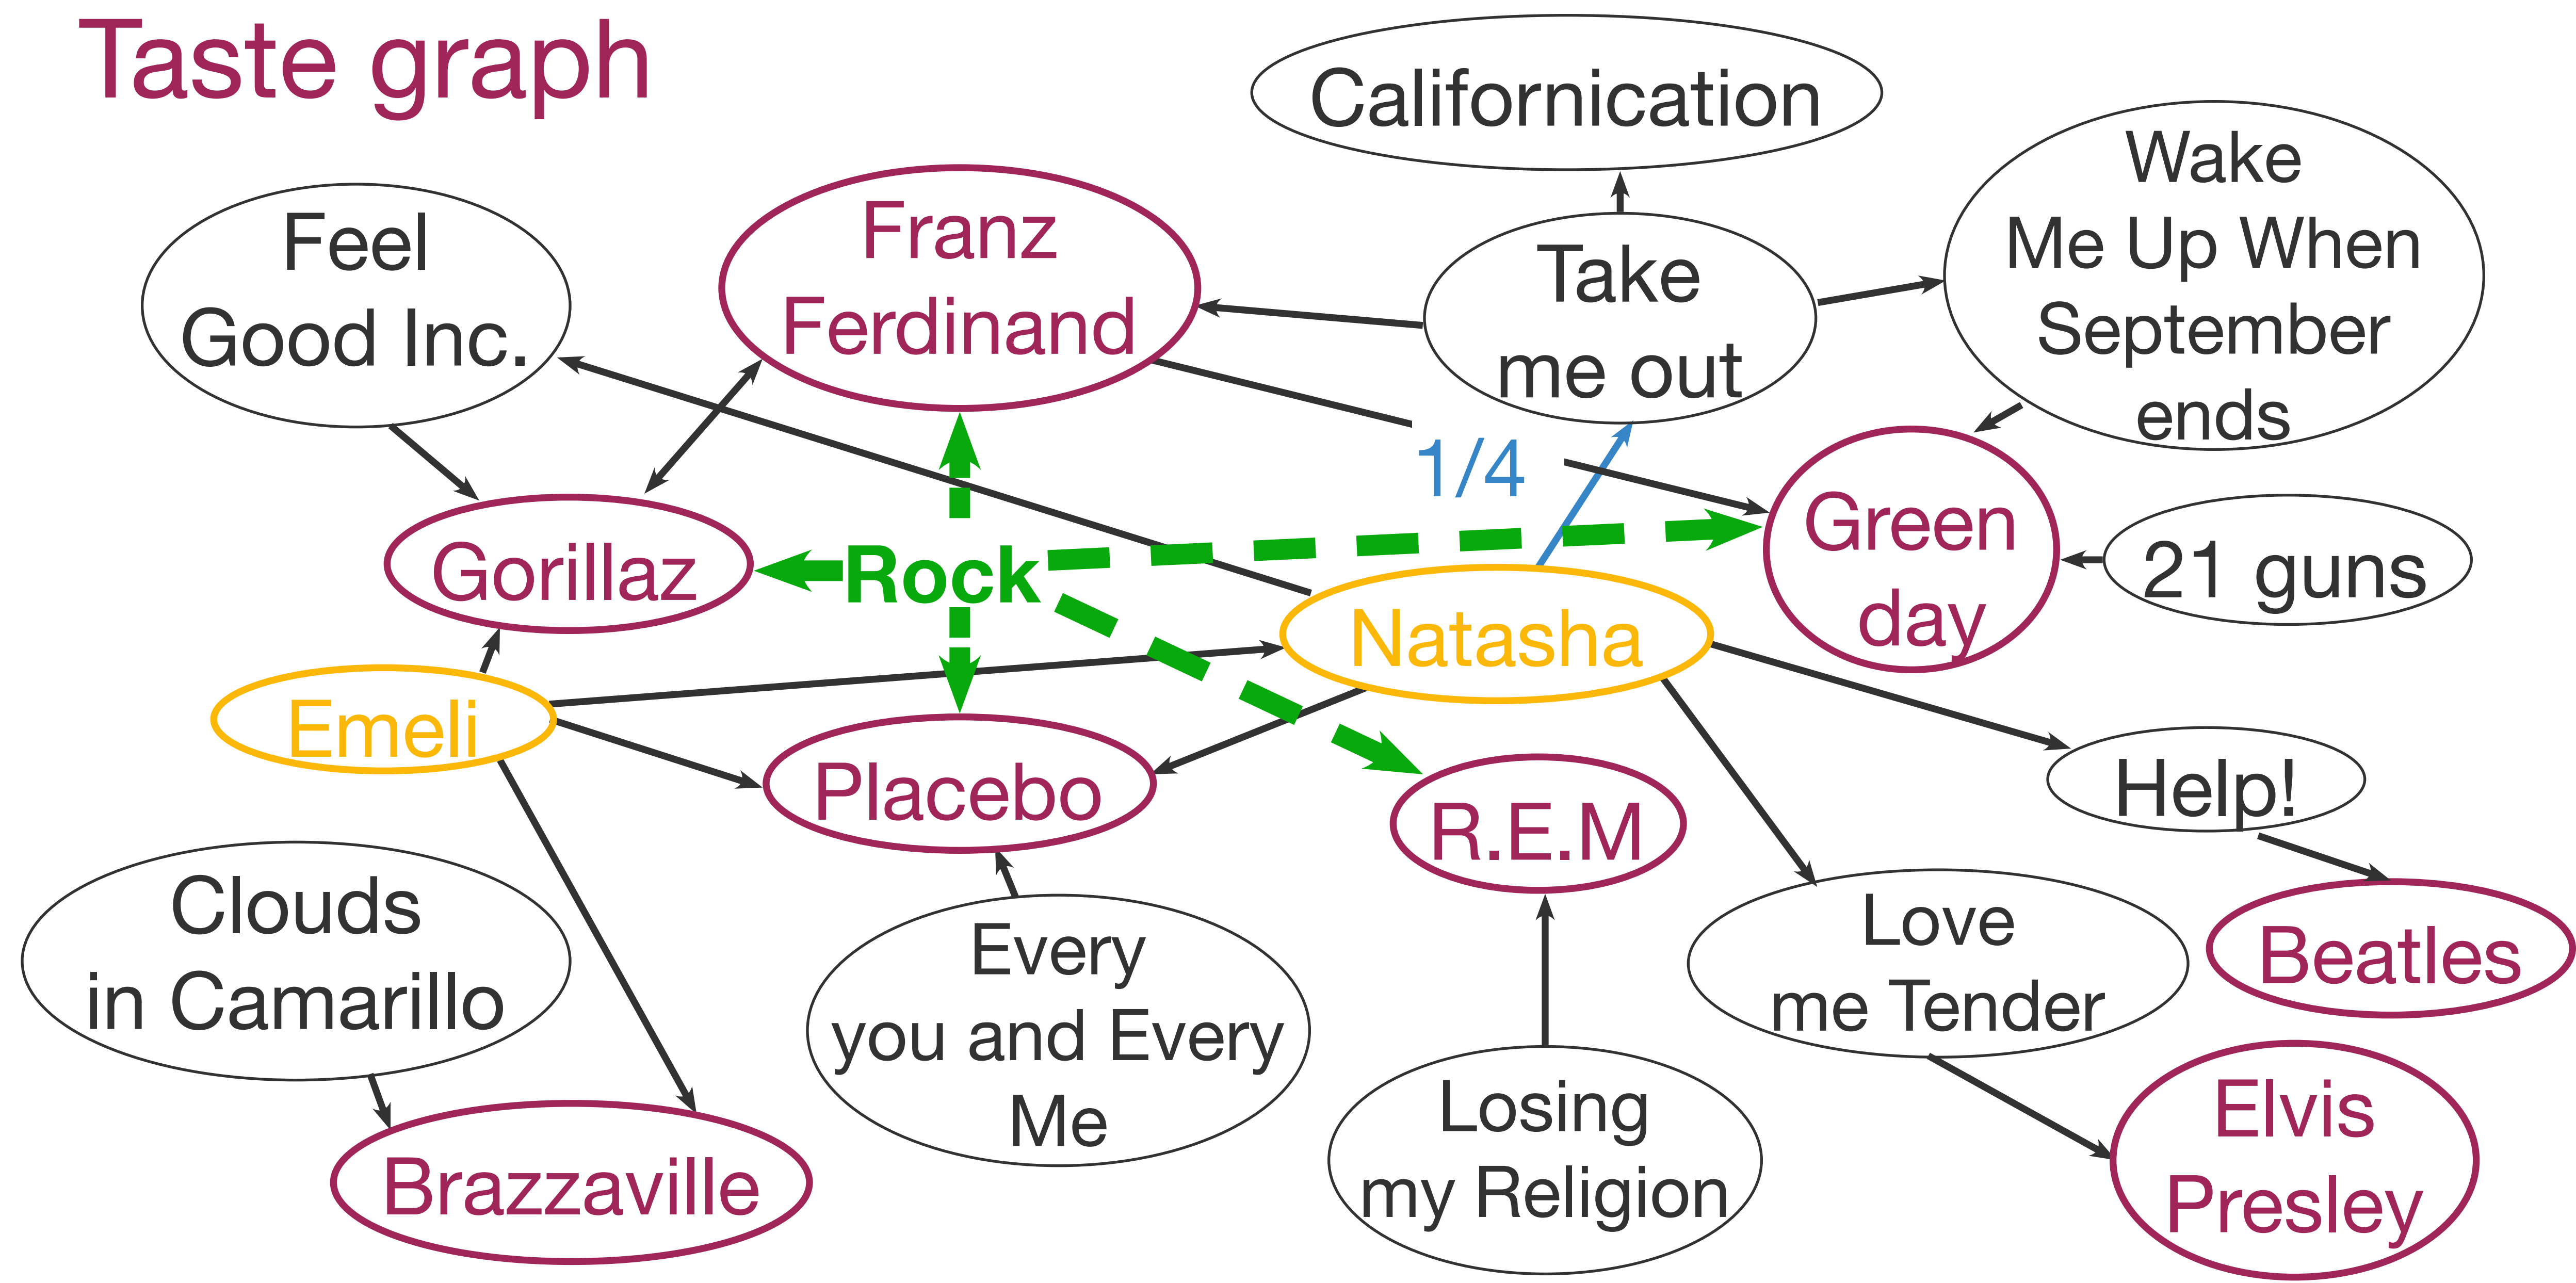 Taste graph
Californication
Wake
Me Up When
September
ends
Feel
Good Inc.
Franz
Ferdinand
Take
me out
1/4
Green
day
21 guns
Gorillaz
Rock
Natasha
Emeli
Placebo
R.E.M
Help!
Clouds
in Camarillo
Every
you and Every
Me
Love
me Tender
Beatles
Losing
my Religion
Elvis
Presley
Brazzaville